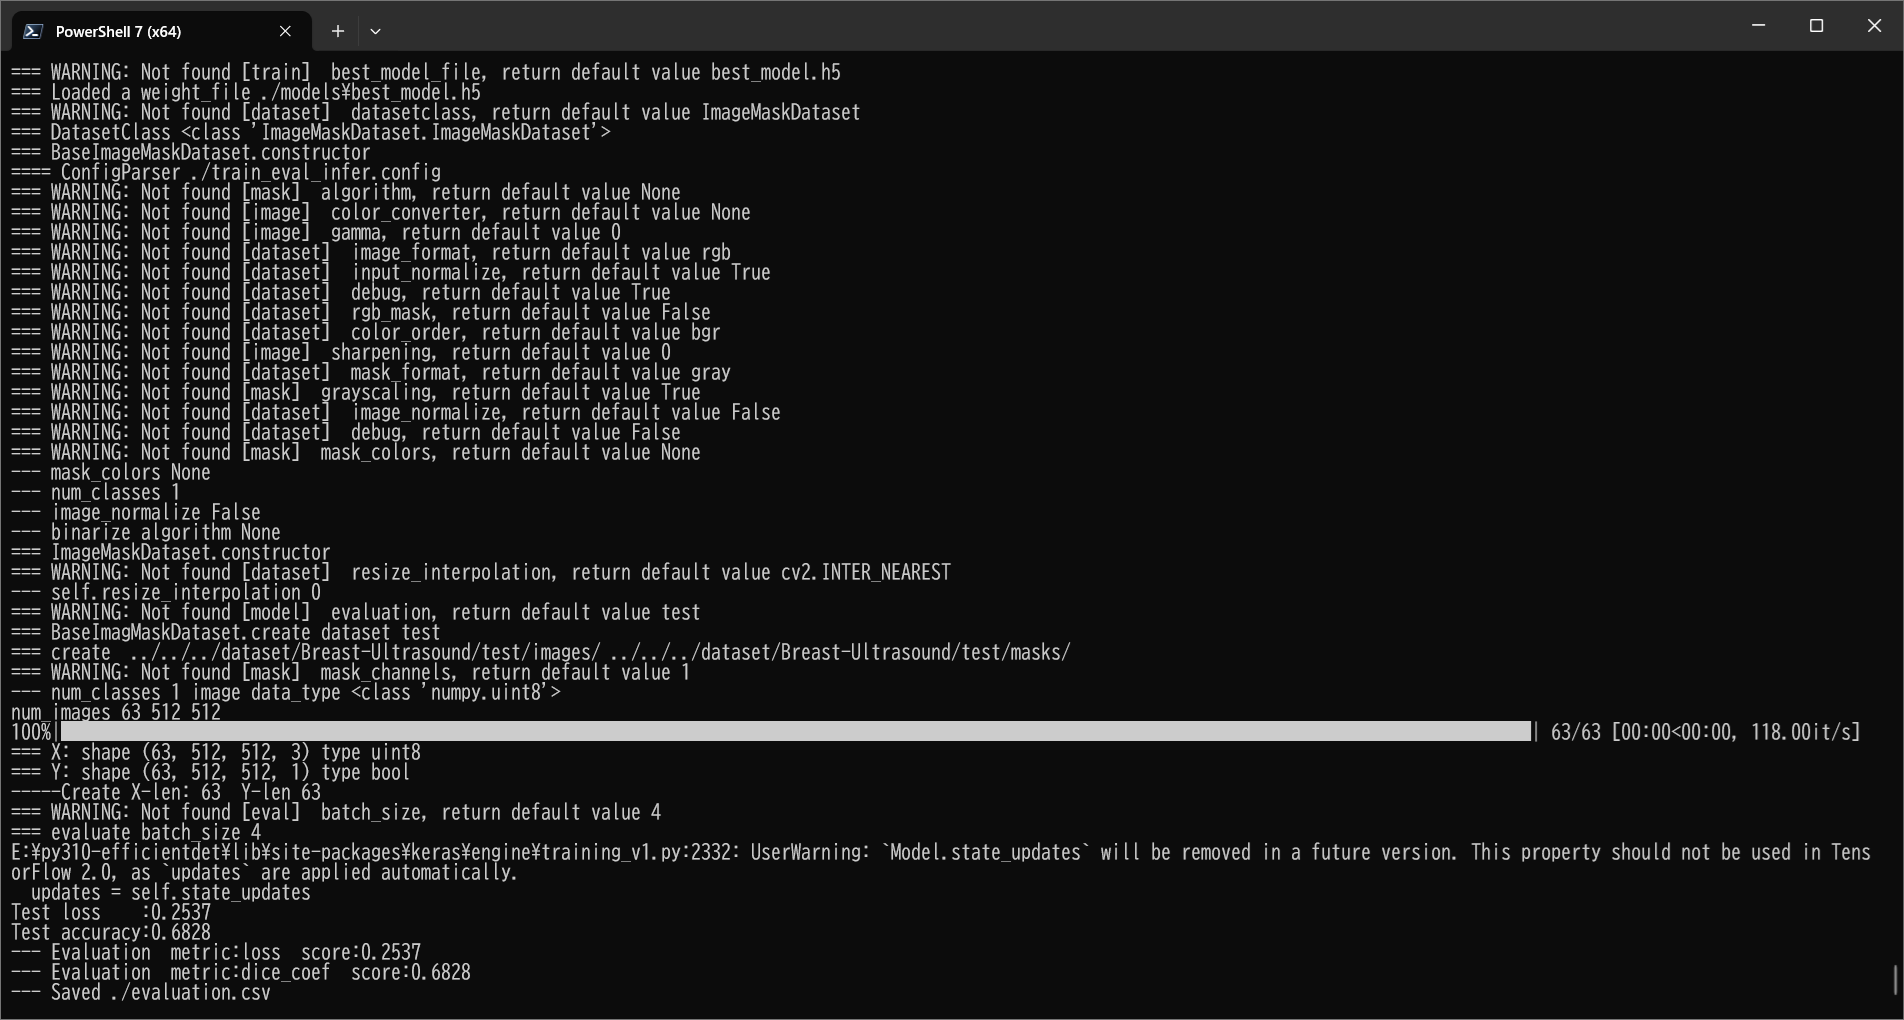 PowerShell 7 (x64)
=== WARNING: Not found [train]  best_model_file, return default value best_model.h5
=== Loaded a weight_file ./models¥best_model.h5
=== WARNING: Not found [dataset]  datasetclass, return default value ImageMaskDataset
=== DatasetClass <class 'ImageMaskDataset.ImageMaskDataset'>
=== BaseImageMaskDataset.constructor
==== ConfigParser ./train_eval_infer.config
=== WARNING: Not found [mask]  algorithm, return default value None
=== WARNING: Not found [image]  color_converter, return default value None
=== WARNING: Not found [image]  gamma, return default value 0
=== WARNING: Not found [dataset]  image_format, return default value rgb
=== WARNING: Not found [dataset]  input_normalize, return default value True
=== WARNING: Not found [dataset]  debug, return default value True
=== WARNING: Not found [dataset]  rgb_mask, return default value False
=== WARNING: Not found [dataset]  color_order, return default value bgr
=== WARNING: Not found [image]  sharpening, return default value 0
=== WARNING: Not found [dataset]  mask_format, return default value gray
=== WARNING: Not found [mask]  grayscaling, return default value True
=== WARNING: Not found [dataset]  image_normalize, return default value False
=== WARNING: Not found [dataset]  debug, return default value False
=== WARNING: Not found [mask]  mask_colors, return default value None
--- mask_colors None
--- num_classes 1
--- image_normalize False
--- binarize algorithm None
=== ImageMaskDataset.constructor
=== WARNING: Not found [dataset]  resize_interpolation, return default value cv2.INTER_NEAREST
--- self.resize_interpolation 0
=== WARNING: Not found [model]  evaluation, return default value test
=== BaseImagMaskDataset.create dataset test
=== create  ../../../dataset/Breast-Ultrasound/test/images/ ../../../dataset/Breast-Ultrasound/test/masks/
=== WARNING: Not found [mask]  mask_channels, return default value 1
--- num_classes 1 image data_type <class 'numpy.uint8'>
num_images 63 512 512
100%| | 63/63 [00:00<00:00, 118.00it/s]
=== X: shape (63, 512, 512, 3) type uint8
=== Y: shape (63, 512, 512, 1) type bool
-----Create X-len: 63  Y-len 63
=== WARNING: Not found [eval]  batch_size, return default value 4
=== evaluate batch_size 4
E:¥py310-efficientdet¥lib¥site-packages¥keras¥engine¥training_v1.py:2332: UserWarning: `Model.state_updates` will be removed in a future version. This property should not be used in Tens
orFlow 2.0, as `updates` are applied automatically.
  updates = self.state_updates
Test loss    :0.2537
Test accuracy:0.6828
--- Evaluation  metric:loss  score:0.2537
--- Evaluation  metric:dice_coef  score:0.6828
--- Saved ./evaluation.csv